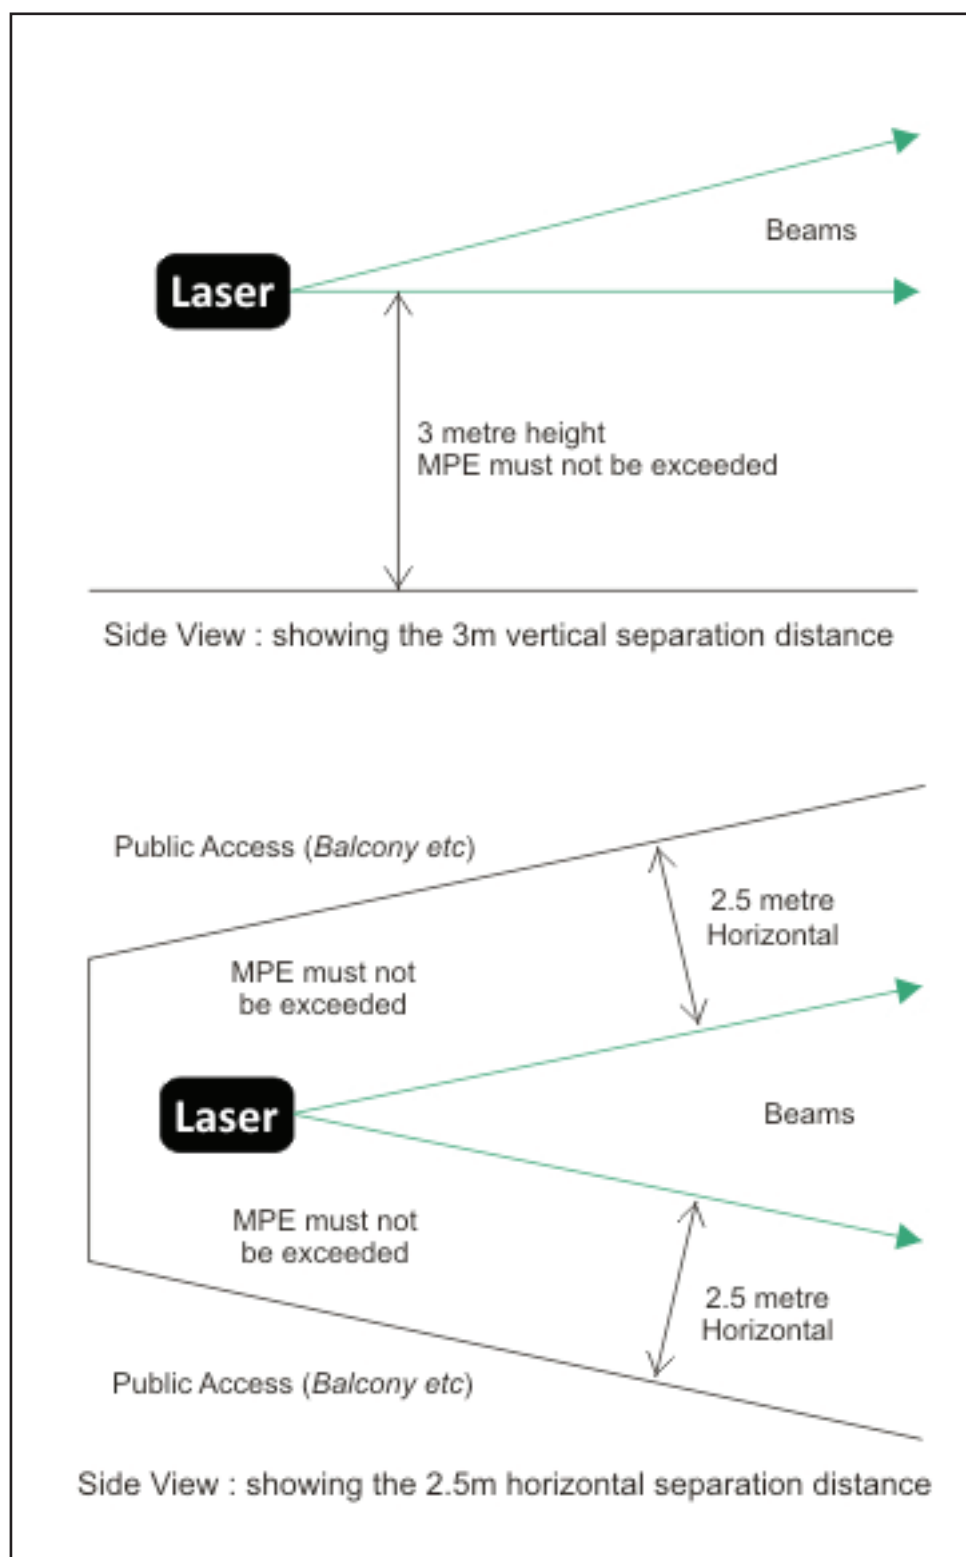 Beams
Laser
3 metre height
MPE must not be exceeded
Side View : showing the 3m vertical separation distance
Public Access (Balcony etc)
2.5 metre
Horizontal
MPE must not
be exceeded
Laser
Beams
MPE must not
be exceeded
2.5 metre
Horizontal
Public Access (Balcony etc)
Side View : showing the 2.5m horizontal separation distance